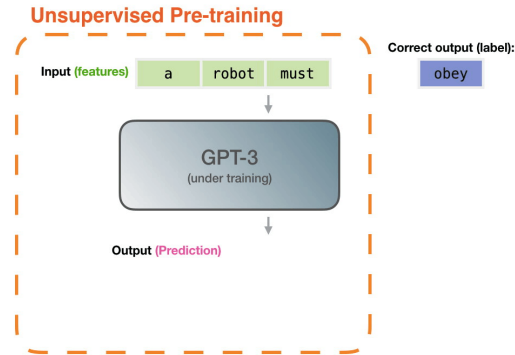 Unsupervised Pre-training
Correct output (label):
Input (features) a robot must
obey
GPT-3
(under training)
Output (Prediction)